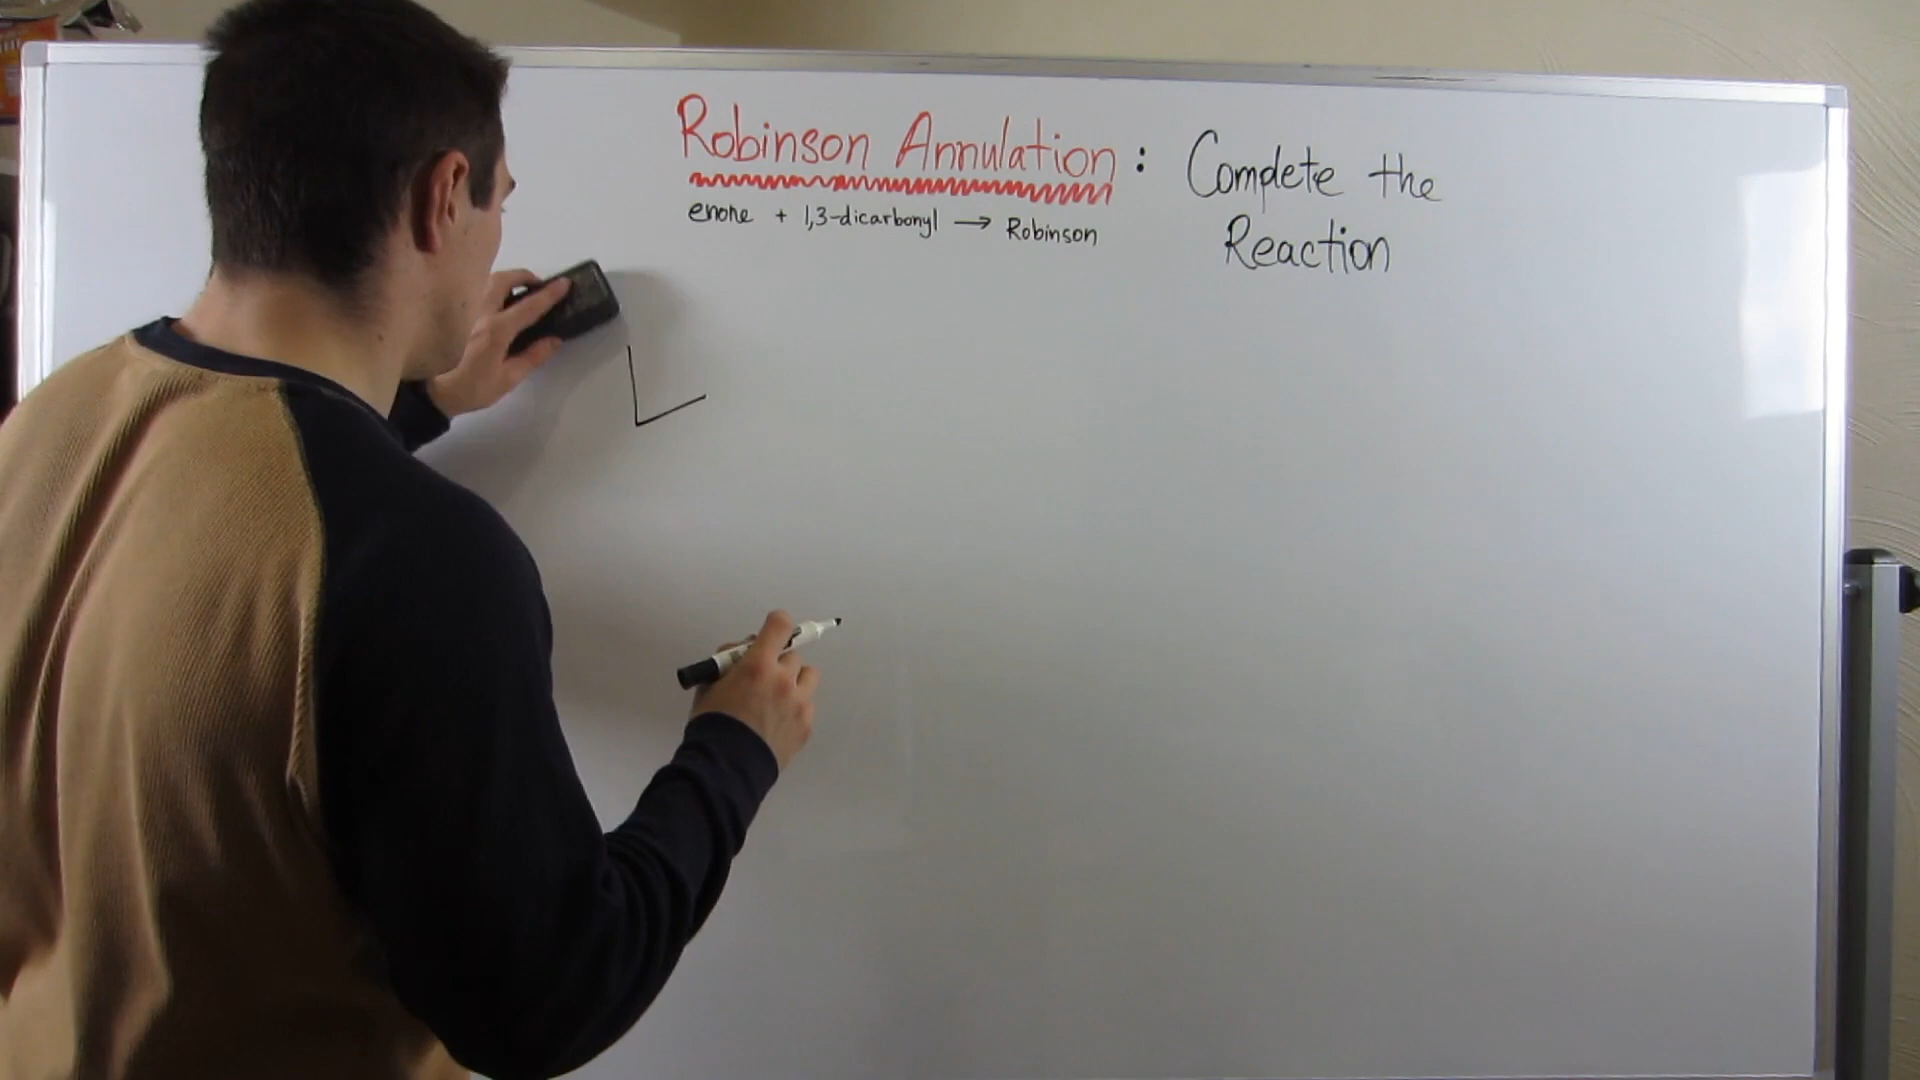 Robinson Annulation : Complete the
Reaction
enone + 1,3-dicarbonyl → Robinson